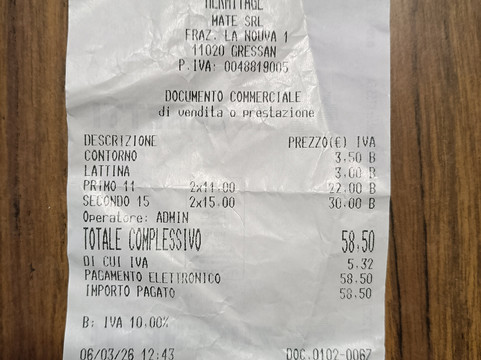 HERMITAGE
MATE SRL
FRAZ. LA NOUVA 1
11020 GRESSAN
P.IVA: 0048819005
DOCUMENTO COMMERCIALE
di vendita o prestazione
DESCRIZIONE PREZZO(€) IVA
CONTORNO 3,50 B
LATTINA 3,00 B
PRIMO 11 2x11,00 22,00 B
SECONDO 15 2x15,00 30,00 B
Operatore: ADMIN
TOTALE COMPLESSIVO 58,50
DI CUI IVA 5,32
PAGAMENTO ELETTRONICO 58,50
IMPORTO PAGATO 58,50
B: IVA 10,00%
06/03/26 12:43 DOC.0102-0067